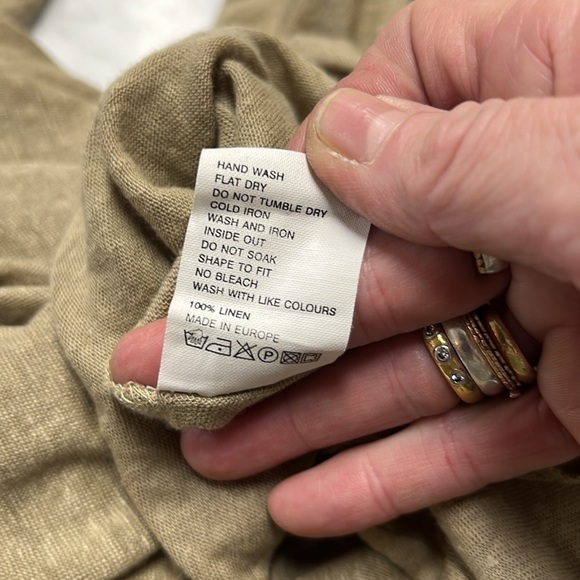 HAND WASH
FLAT DRY
DO NOT TUMBLE DRY
COLD IRON
WASH AND IRON
INSIDE OUT
DO NOT SOAK
SHAPE TO FIT
NO BLEACH
WASH WITH LIKE COLOURS
100% LINEN
MADE IN EUROPE
P